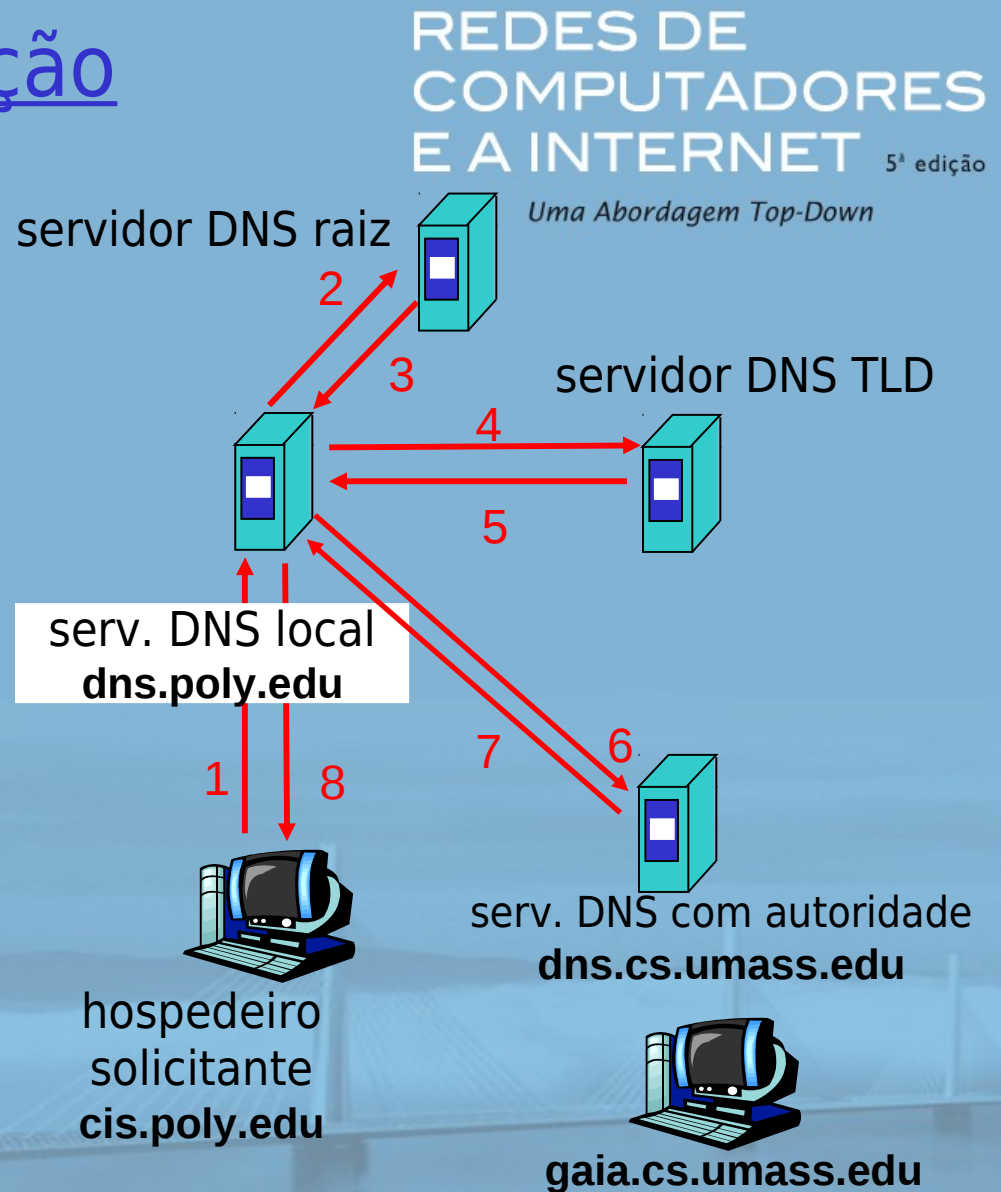 ção
REDES DE
COMPUTADORES
E A INTERNET 5ª edição
Uma Abordagem Top-Down
servidor DNS raiz
2
3
servidor DNS TLD
4
5
serv. DNS local
dns.poly.edu
1
8
7
6
serv. DNS com autoridade
dns.cs.umass.edu
hospedeiro
solicitante
cis.poly.edu
gaia.cs.umass.edu